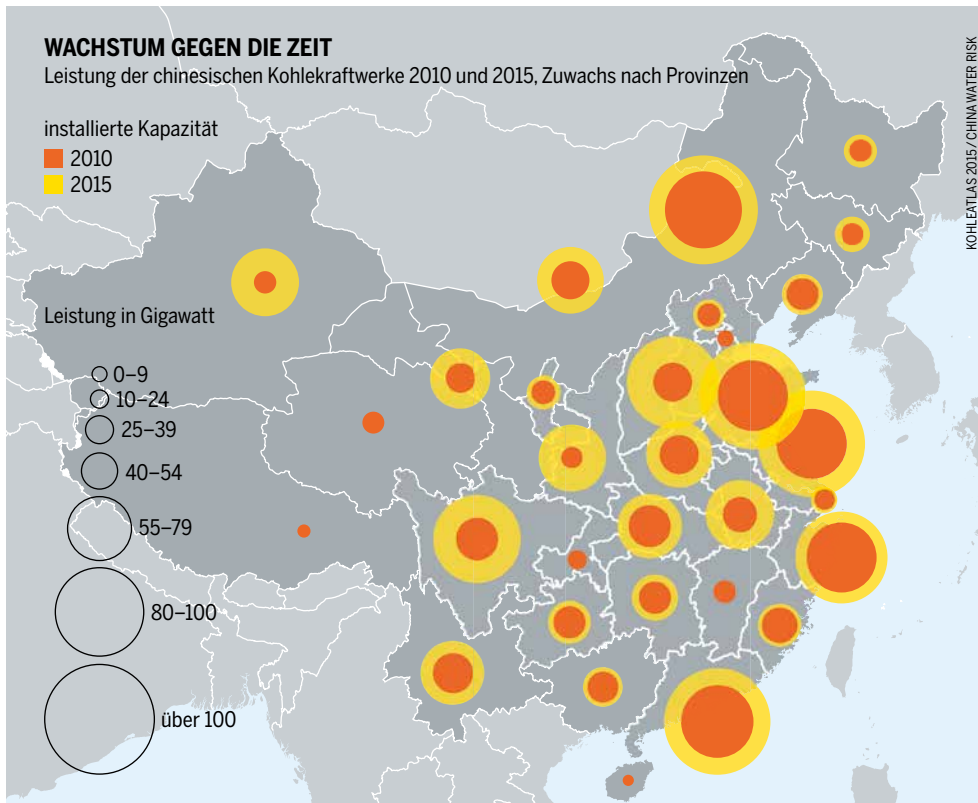 WACHSTUM GEGEN DIE ZEIT
Leistung der chinesischen Kohlekraftwerke 2010 und 2015, Zuwachs nach Provinzen
installierte Kapazität
2010
2015
Leistung in Gigawatt
0–9
10–24
25–39
40–54
55–79
80–100
über 100
KOHLEATLAS 2015 / CHINA WATER RISK